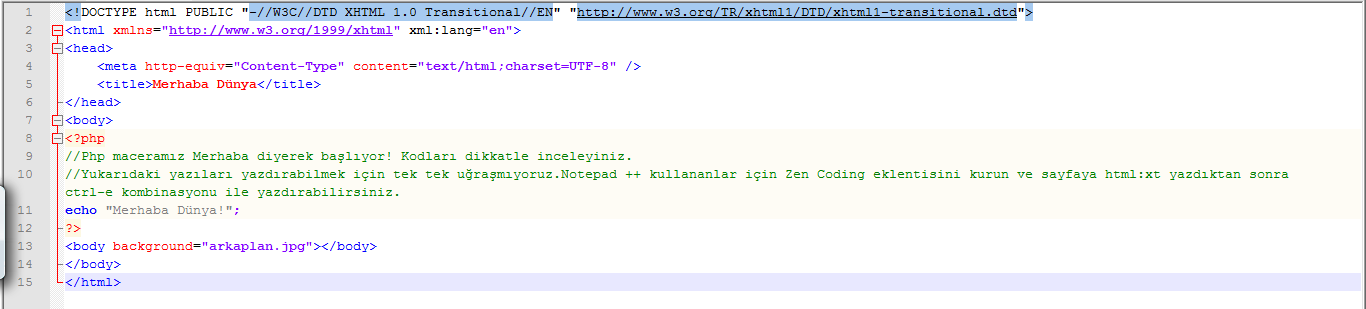 1 <!DOCTYPE html PUBLIC "-//W3C//DTD XHTML 1.0 Transitional//EN" "http://www.w3.org/TR/xhtml1/DTD/xhtml1-transitional.dtd">
2 <html xmlns="http://www.w3.org/1999/xhtml" xml:lang="en">
3 <head>
4 <meta http-equiv="Content-Type" content="text/html;charset=UTF-8" />
5 <title>Merhaba Dünya</title>
6 </head>
7 <body>
8 <?php
9 //Php maceramız Merhaba diyerek başlıyor! Kodları dikkatle inceleyiniz.
10 //Yukarıdaki yazıları yazdırabilmek için tek tek uğraşmıyoruz.Notepad ++ kullananlar için Zen Coding eklentisini kurun ve sayfaya html:xt yazdıktan sonra
ctrl-e kombinasyonu ile yazdırabilirsiniz.
11 echo "Merhaba Dünya!";
12 ?>
13 <body background="arkaplan.jpg"></body>
14 </body>
15 </html>